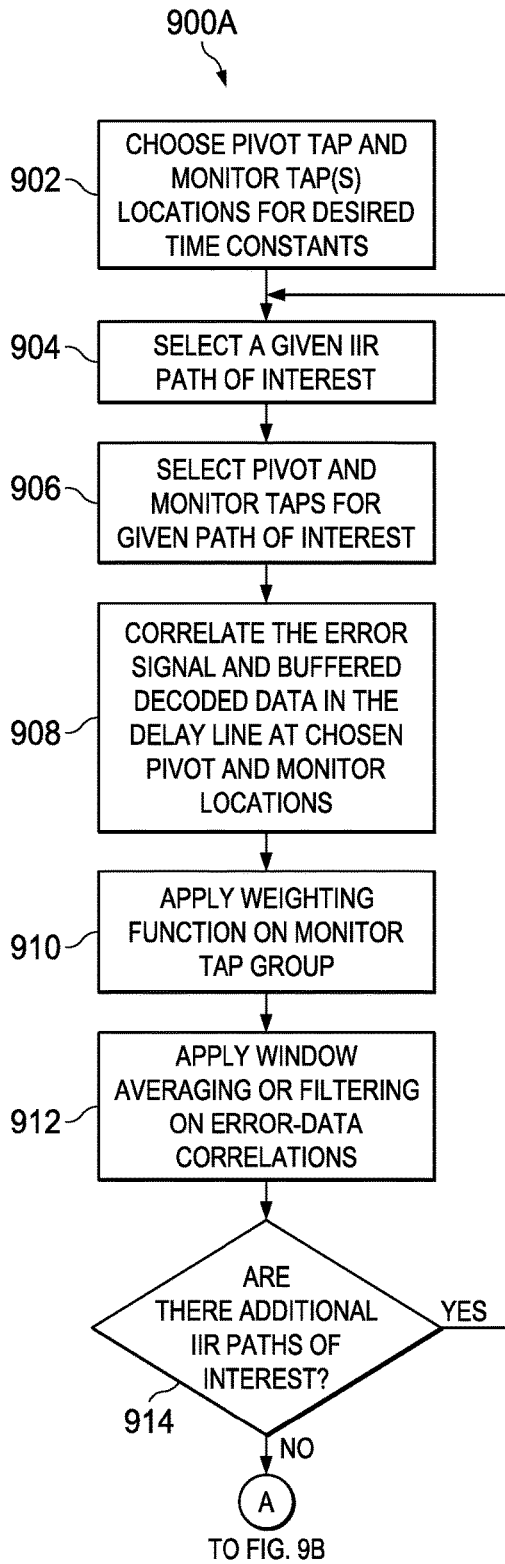 900A
902
CHOOSE PIVOT TAP AND
MONITOR TAP(S)
LOCATIONS FOR DESIRED
TIME CONSTANTS
904
SELECT A GIVEN IIR
PATH OF INTEREST
906
SELECT PIVOT AND
MONITOR TAPS FOR
GIVEN PATH OF INTEREST
908
CORRELATE THE ERROR
SIGNAL AND BUFFERED
DECODED DATA IN THE
DELAY LINE AT CHOSEN
PIVOT AND MONITOR
LOCATIONS
910
APPLY WEIGHTING
FUNCTION ON MONITOR
TAP GROUP
912
APPLY WINDOW
AVERAGING OR FILTERING
ON ERROR-DATA
CORRELATIONS
ARE
THERE ADDITIONAL
IIR PATHS OF
INTEREST?
YES
914
NO
A
TO FIG. 9B